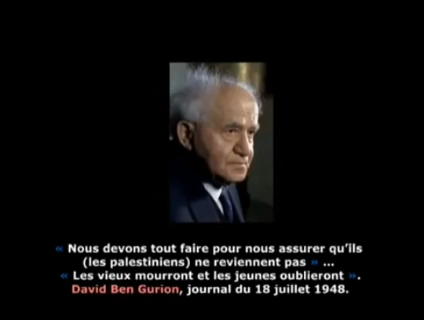 « Nous devons tout faire pour nous assurer qu'ils
(les palestiniens) ne reviennent pas » ...
« Les vieux mourront et les jeunes oublieront ».
David Ben Gurion, journal du 18 juillet 1948.